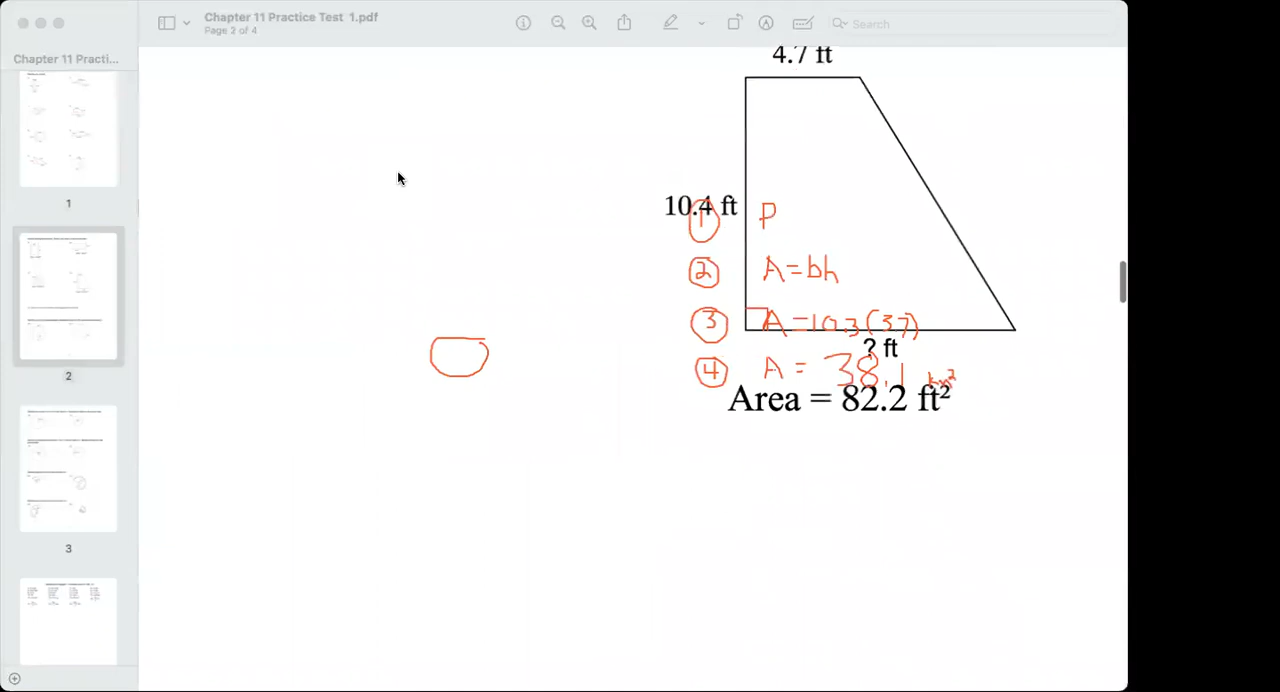 Chapter 11 Practice Test 1.pdf
Page 2 of 4
Search
Chapter 11 Practi...
1
2
3
4.7 ft
10.4 ft
① P
② A=bh
③ A=10.3(3.7)
④ A = 38.1 km²
? ft
Area = 82.2 ft²